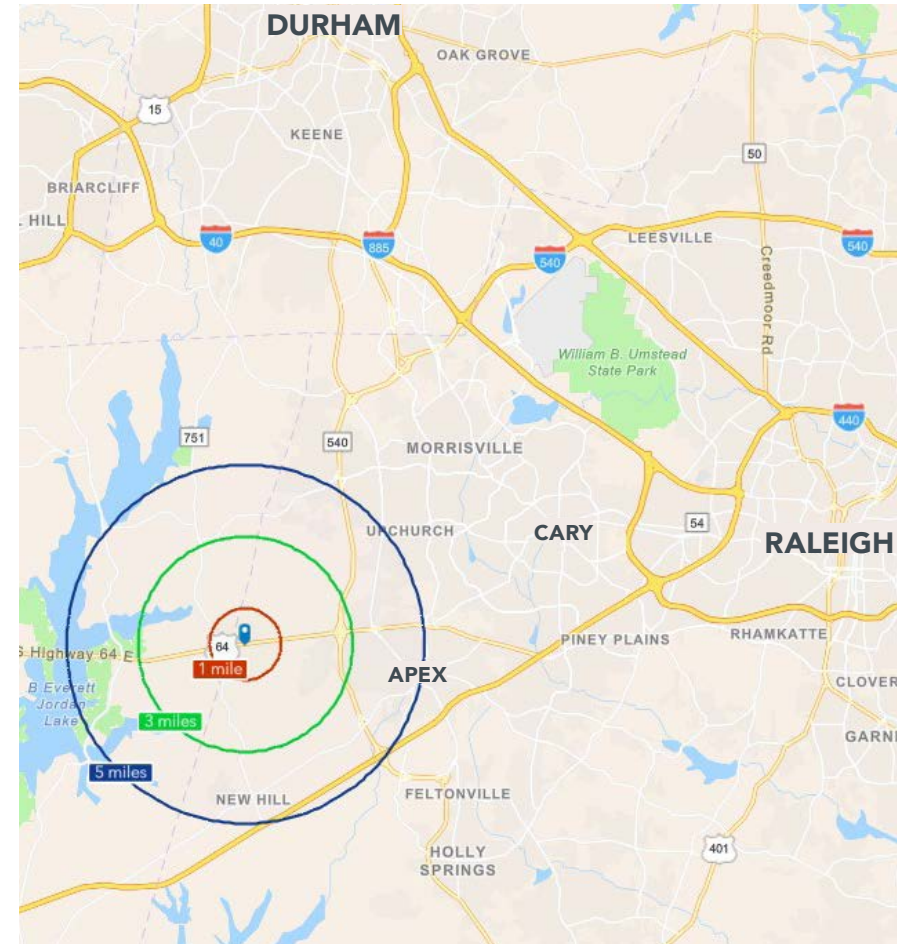 DURHAM
OAK GROVE
15
KEENE
50
BRIARCLIFF
HILL
40
885
540
LEESVILLE
540
Creedmoor Rd
William B. Umstead
State Park
440
751
540
MORRISVILLE
UPCHURCH
CARY
54
RALEIGH
64
S Highway 64 E
PINEY PLAINS
RHAMKATTE
1 mile
APEX
CLOVER
B Everett
Jordan
Lake
3 miles
GARN
5 miles
NEW HILL
FELTONVILLE
HOLLY
SPRINGS
401